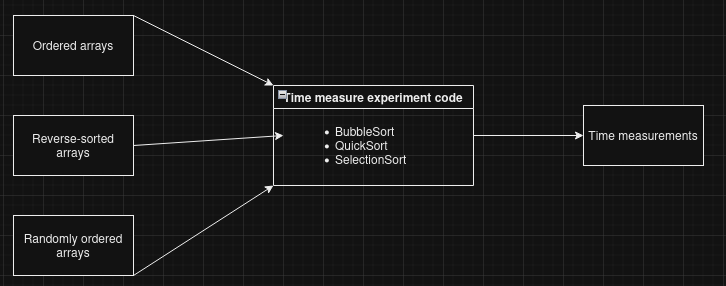 Ordered arrays
Time measure experiment code
Reverse-sorted
arrays
• BubbleSort
• QuickSort
• SelectionSort
Time measurements
Randomly ordered
arrays